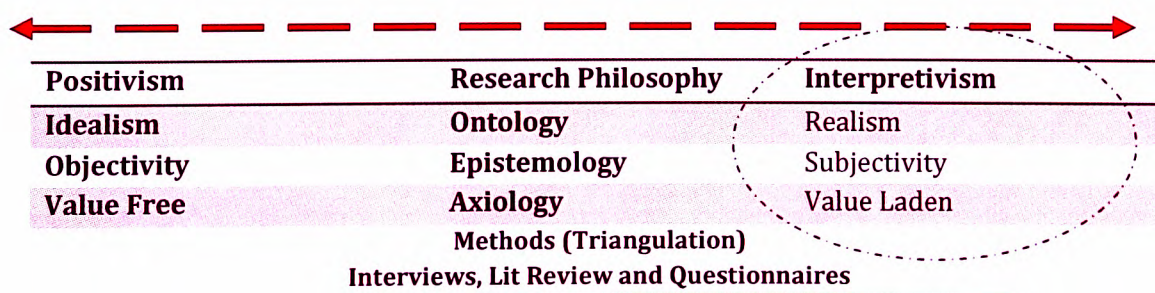 Positivism Research Philosophy Interpretivism
Idealism Ontology Realism
Objectivity Epistemology Subjectivity
Value Free Axiology Value Laden
Methods (Triangulation)
Interviews, Lit Review and Questionnaires